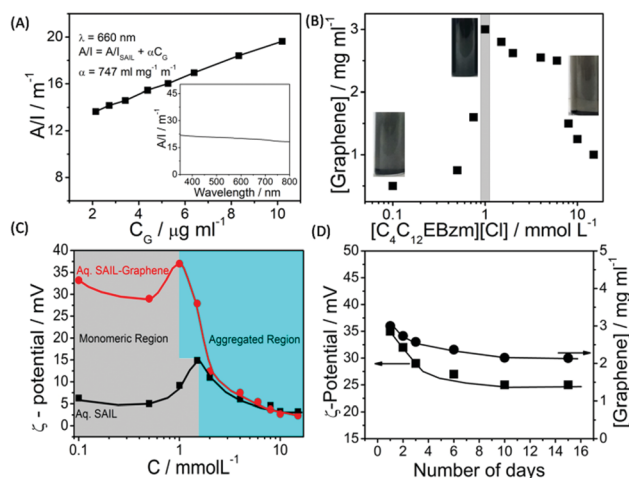 (A)
λ = 660 nm
A/I = A/I_SAIL + αC_G
α = 747 ml mg⁻¹ m⁻¹
A/I / m⁻¹
20
15
10
5
2 4 6 8 10
C_G / μg ml⁻¹
A/I / m⁻¹
45
30
15
0
400 500 600 700 800
Wavelength / nm
(B)
[Graphene] / mg ml⁻¹
3
2
1
0.1 1 10
[C₄C₁₂EBzm][Cl] / mmol L⁻¹
(C)
ζ - potential / mV
40
35
30
25
20
15
10
5
0
Aq. SAIL-Graphene
Monomeric Region
Aggregated Region
Aq. SAIL
0.1 1 10
C / mmolL⁻¹
(D)
ζ-Potential / mV
50
45
40
35
30
25
20
15
0 2 4 6 8 10 12 14 16
Number of days
5
4
3
2
1
0
[Graphene] / mg ml⁻¹